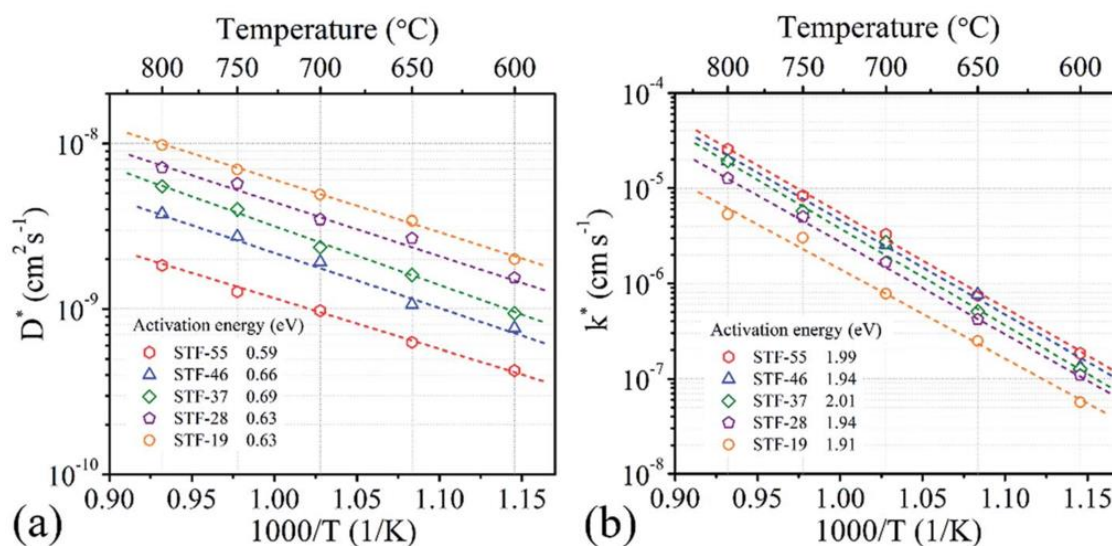 Temperature (°C)
800 750 700 650 600
10⁻⁸
10⁻⁹
10⁻¹⁰
D* (cm² s⁻¹)
Activation energy (eV)
STF-55 0.59
STF-46 0.66
STF-37 0.69
STF-28 0.63
STF-19 0.63
0.90 0.95 1.00 1.05 1.10 1.15
1000/T (1/K)
(a)
Temperature (°C)
800 750 700 650 600
10⁻⁴
10⁻⁵
10⁻⁶
10⁻⁷
10⁻⁸
k* (cm s⁻¹)
Activation energy (eV)
STF-55 1.99
STF-46 1.94
STF-37 2.01
STF-28 1.94
STF-19 1.91
0.90 0.95 1.00 1.05 1.10 1.15
1000/T (1/K)
(b)